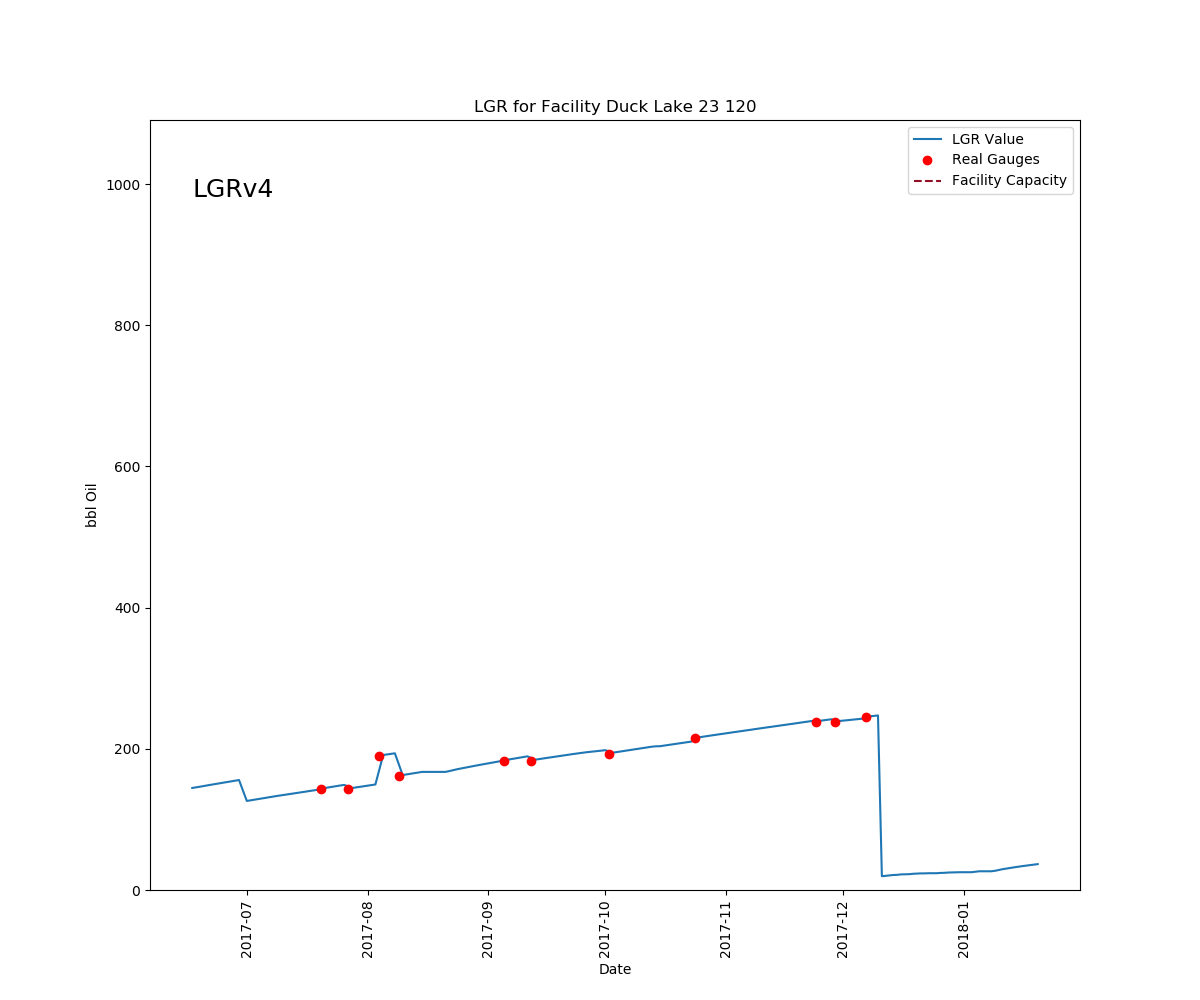 LGR for Facility Duck Lake 23 120
LGRv4
LGR Value
Real Gauges
Facility Capacity
1000
800
600
400
200
0
bbl Oil
2017-07
2017-08
2017-09
2017-10
2017-11
2017-12
2018-01
Date